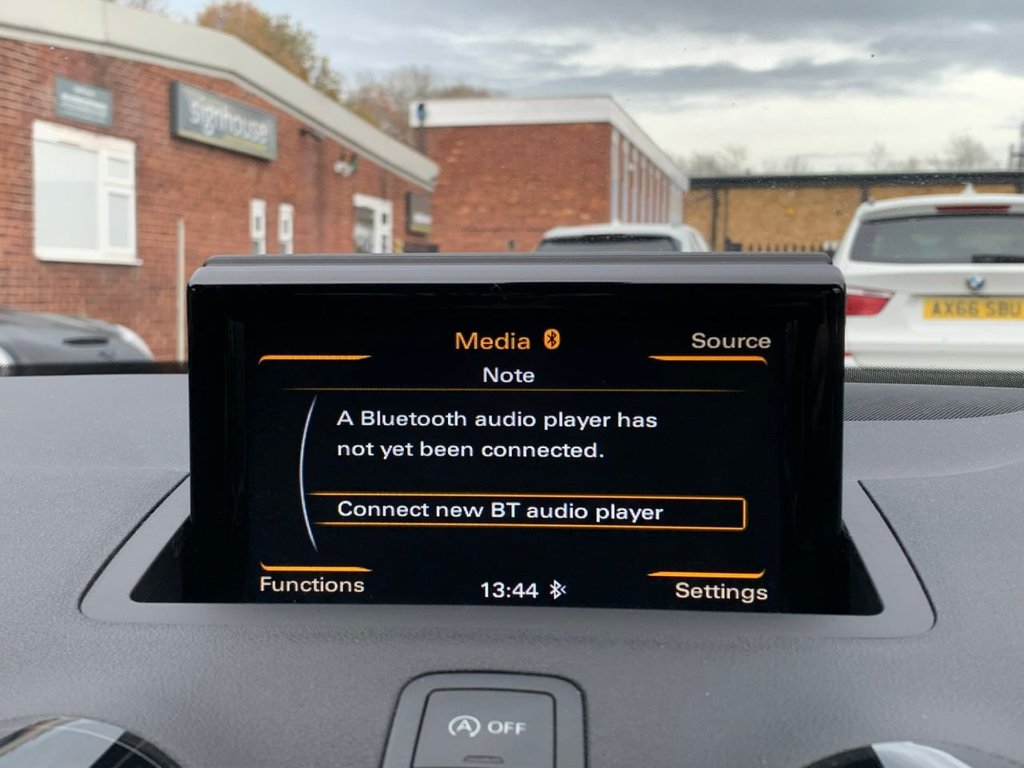 signhouse
AX66 SBU
Media
Source
Note
A Bluetooth audio player has
not yet been connected.
Connect new BT audio player
Functions
13:44
Settings
A OFF